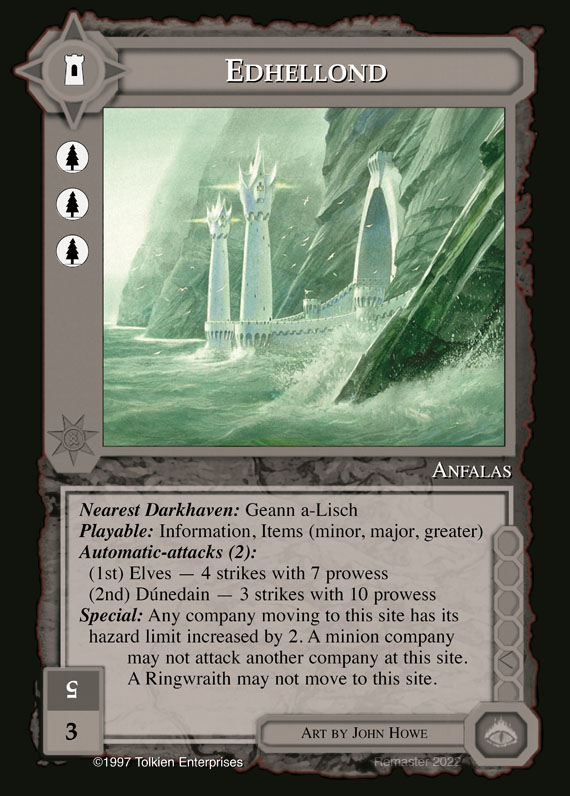 EDHELLOND
ANFALAS
Nearest Darkhaven: Geann a-Lisch
Playable: Information, Items (minor, major, greater)
Automatic-attacks (2):
(1st) Elves — 4 strikes with 7 prowess
(2nd) Dúnedain — 3 strikes with 10 prowess
Special: Any company moving to this site has its
hazard limit increased by 2. A minion company
may not attack another company at this site.
A Ringwraith may not move to this site.
5
3
ART BY JOHN HOWE
©1997 Tolkien Enterprises
Remaster 2022